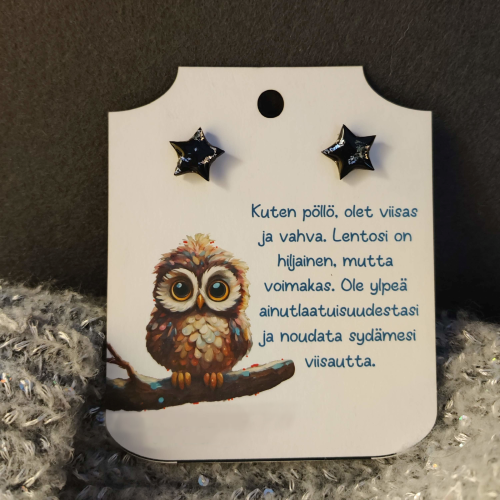 Kuten pöllö, olet viisas
ja vahva. Lentosi on
hiljainen, mutta
voimakas. Ole ylpeä
ainutlaatuisuudestasi
ja noudata sydämesi
viisautta.